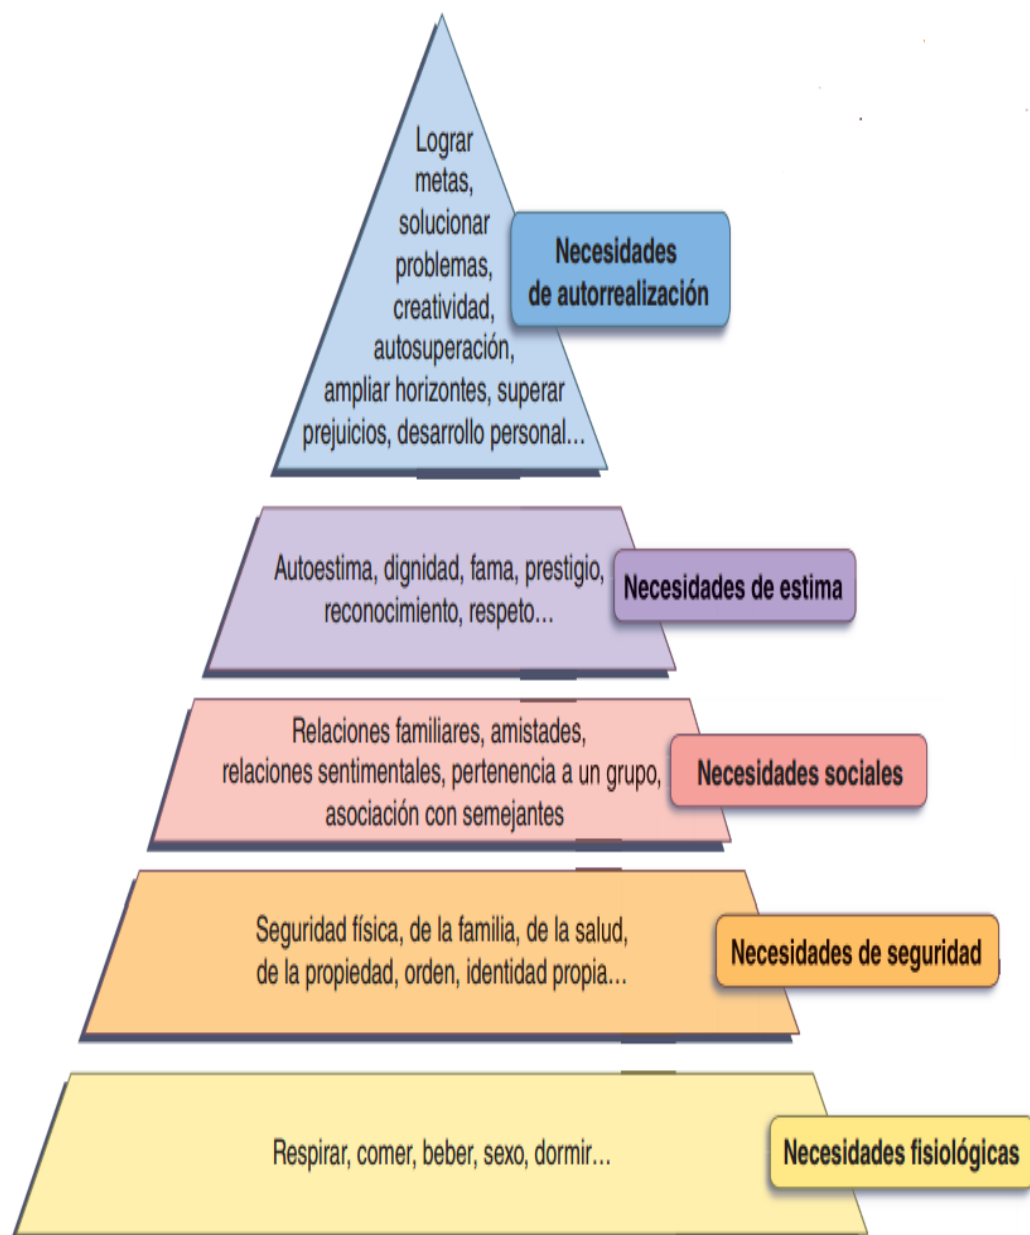 Lograr
metas,
solucionar
problemas,
creatividad,
autosuperación,
ampliar horizontes, superar
prejuicios, desarrollo personal…
Necesidades
de autorrealización
Autoestima, dignidad, fama, prestigio,
reconocimiento, respeto…
Necesidades de estima
Relaciones familiares, amistades,
relaciones sentimentales, pertenencia a un grupo,
asociación con semejantes
Necesidades sociales
Seguridad física, de la familia, de la salud,
de la propiedad, orden, identidad propia…
Necesidades de seguridad
Respirar, comer, beber, sexo, dormir…
Necesidades fisiológicas